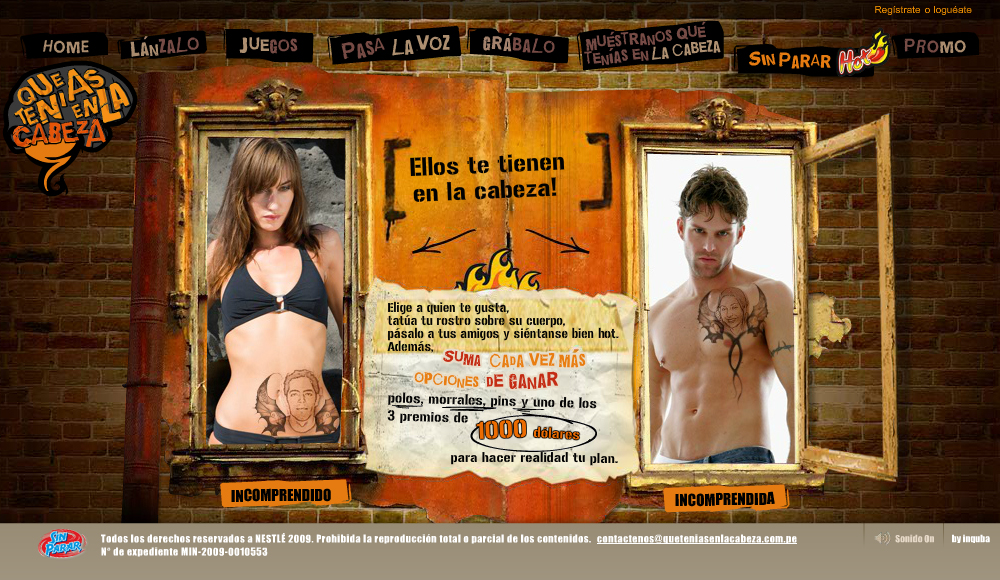 Regístrate o loguéate
HOME
LÁNZALO
JUEGOS
PASA LA VOZ
GRÁBALO
MUÉSTRANOS QUÉ
TENÍAS EN LA CABEZA
SIN PARAR Hot
PROMO
QUE
TENIAS
EN LA
CABEZA
Ellos te tienen
en la cabeza!
Elige a quien te gusta,
tatúa tu rostro sobre su cuerpo,
pásalo a tus amigos y siéntanse bien hot.
Además,
SUMA CADA VEZ MÁS
OPCIONES DE GANAR
polos, morrales, pins y uno de los
3 premios de
1000 dólares
para hacer realidad tu plan.
INCOMPRENDIDO
INCOMPRENDIDA
SIN
PARAR
Todos los derechos reservados a NESTLÉ 2009. Prohibida la reproducción total o parcial de los contenidos. contactenos@queteniasenlacabeza.com.pe
N° de expediente MIN-2009-0010553
Sonido On
by inquba